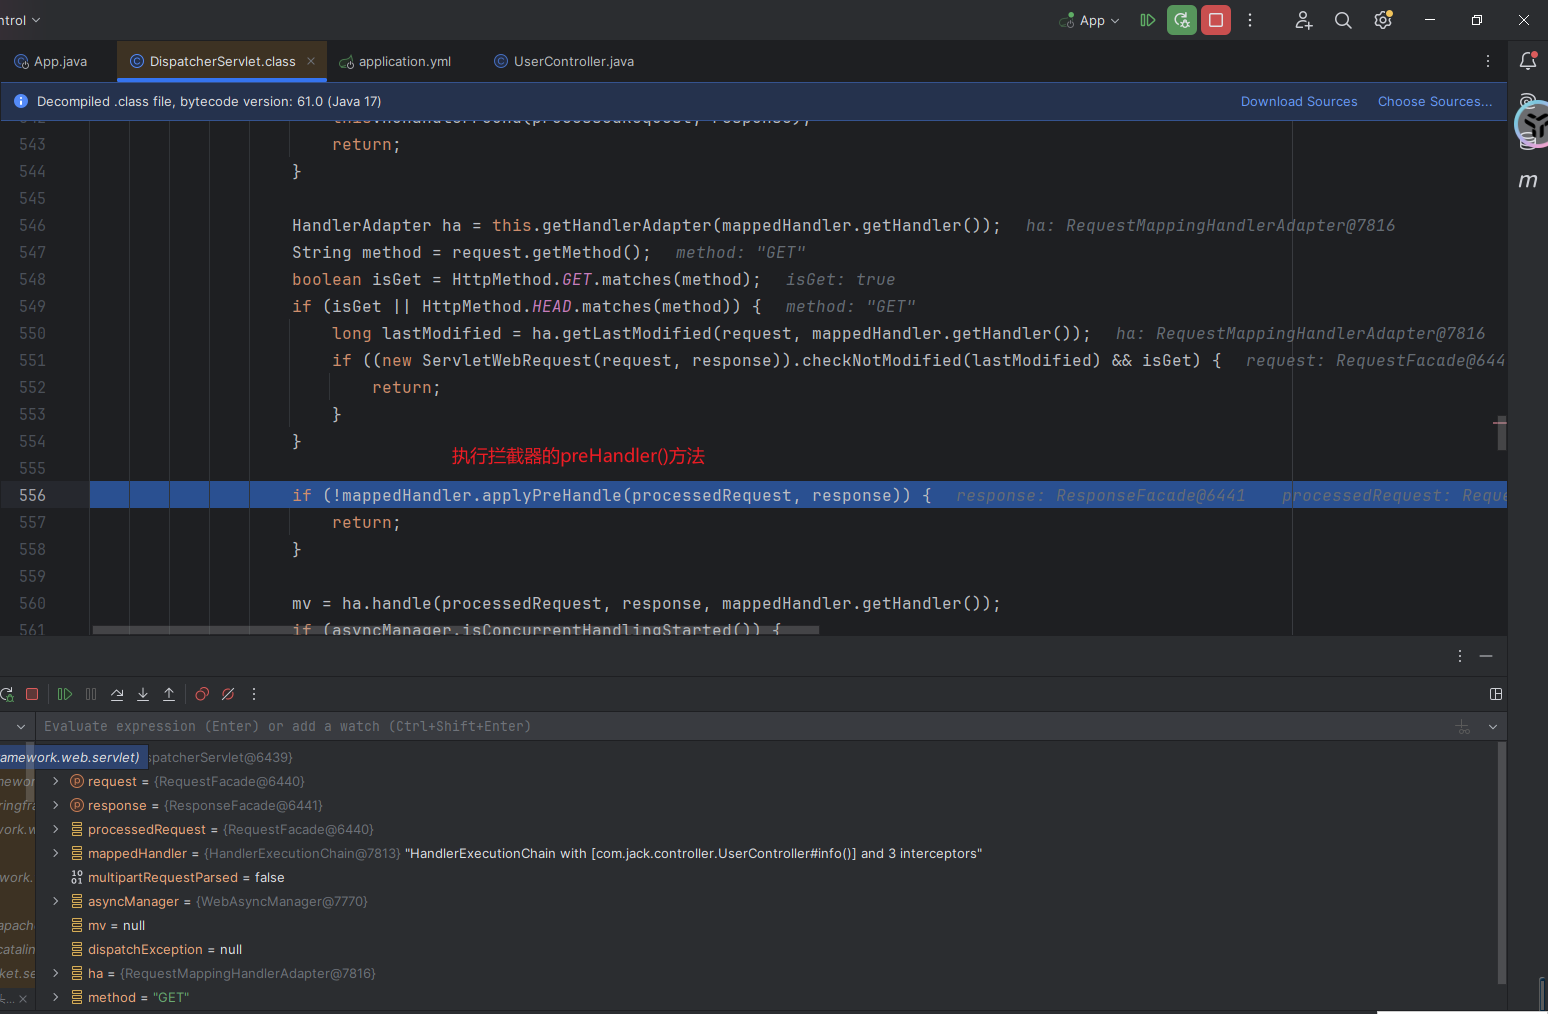 ntrol
App
App.java
DispatcherServlet.class
application.yml
UserController.java
Decompiled .class file, bytecode version: 61.0 (Java 17)
Download Sources
Choose Sources...
543 return;
544 }
545
546 HandlerAdapter ha = this.getHandlerAdapter(mappedHandler.getHandler()); ha: RequestMappingHandlerAdapter@7816
547 String method = request.getMethod(); method: "GET"
548 boolean isGet = HttpMethod.GET.matches(method); isGet: true
549 if (isGet || HttpMethod.HEAD.matches(method)) { method: "GET"
550 long lastModified = ha.getLastModified(request, mappedHandler.getHandler()); ha: RequestMappingHandlerAdapter@7816
551 if ((new ServletWebRequest(request, response)).checkNotModified(lastModified) && isGet) { request: RequestFacade@644
552 return;
553 }
554 }
执行拦截器的preHandler()方法
555
556 if (!mappedHandler.applyPreHandle(processedRequest, response)) { response: ResponseFacade@6441 processedRequest: Reque
557 return;
558 }
559
560 mv = ha.handle(processedRequest, response, mappedHandler.getHandler());
561 if (asyncManager.isConcurrentHandlingStarted()) {
Evaluate expression (Enter) or add a watch (Ctrl+Shift+Enter)
amework.web.servlet) spatcherServlet@6439}
request = {RequestFacade@6440}
response = {ResponseFacade@6441}
processedRequest = {RequestFacade@6440}
mappedHandler = {HandlerExecutionChain@7813} "HandlerExecutionChain with [com.jack.controller.UserController#info()] and 3 interceptors"
multipartRequestParsed = false
asyncManager = {WebAsyncManager@7770}
mv = null
dispatchException = null
ha = {RequestMappingHandlerAdapter@7816}
method = "GET"